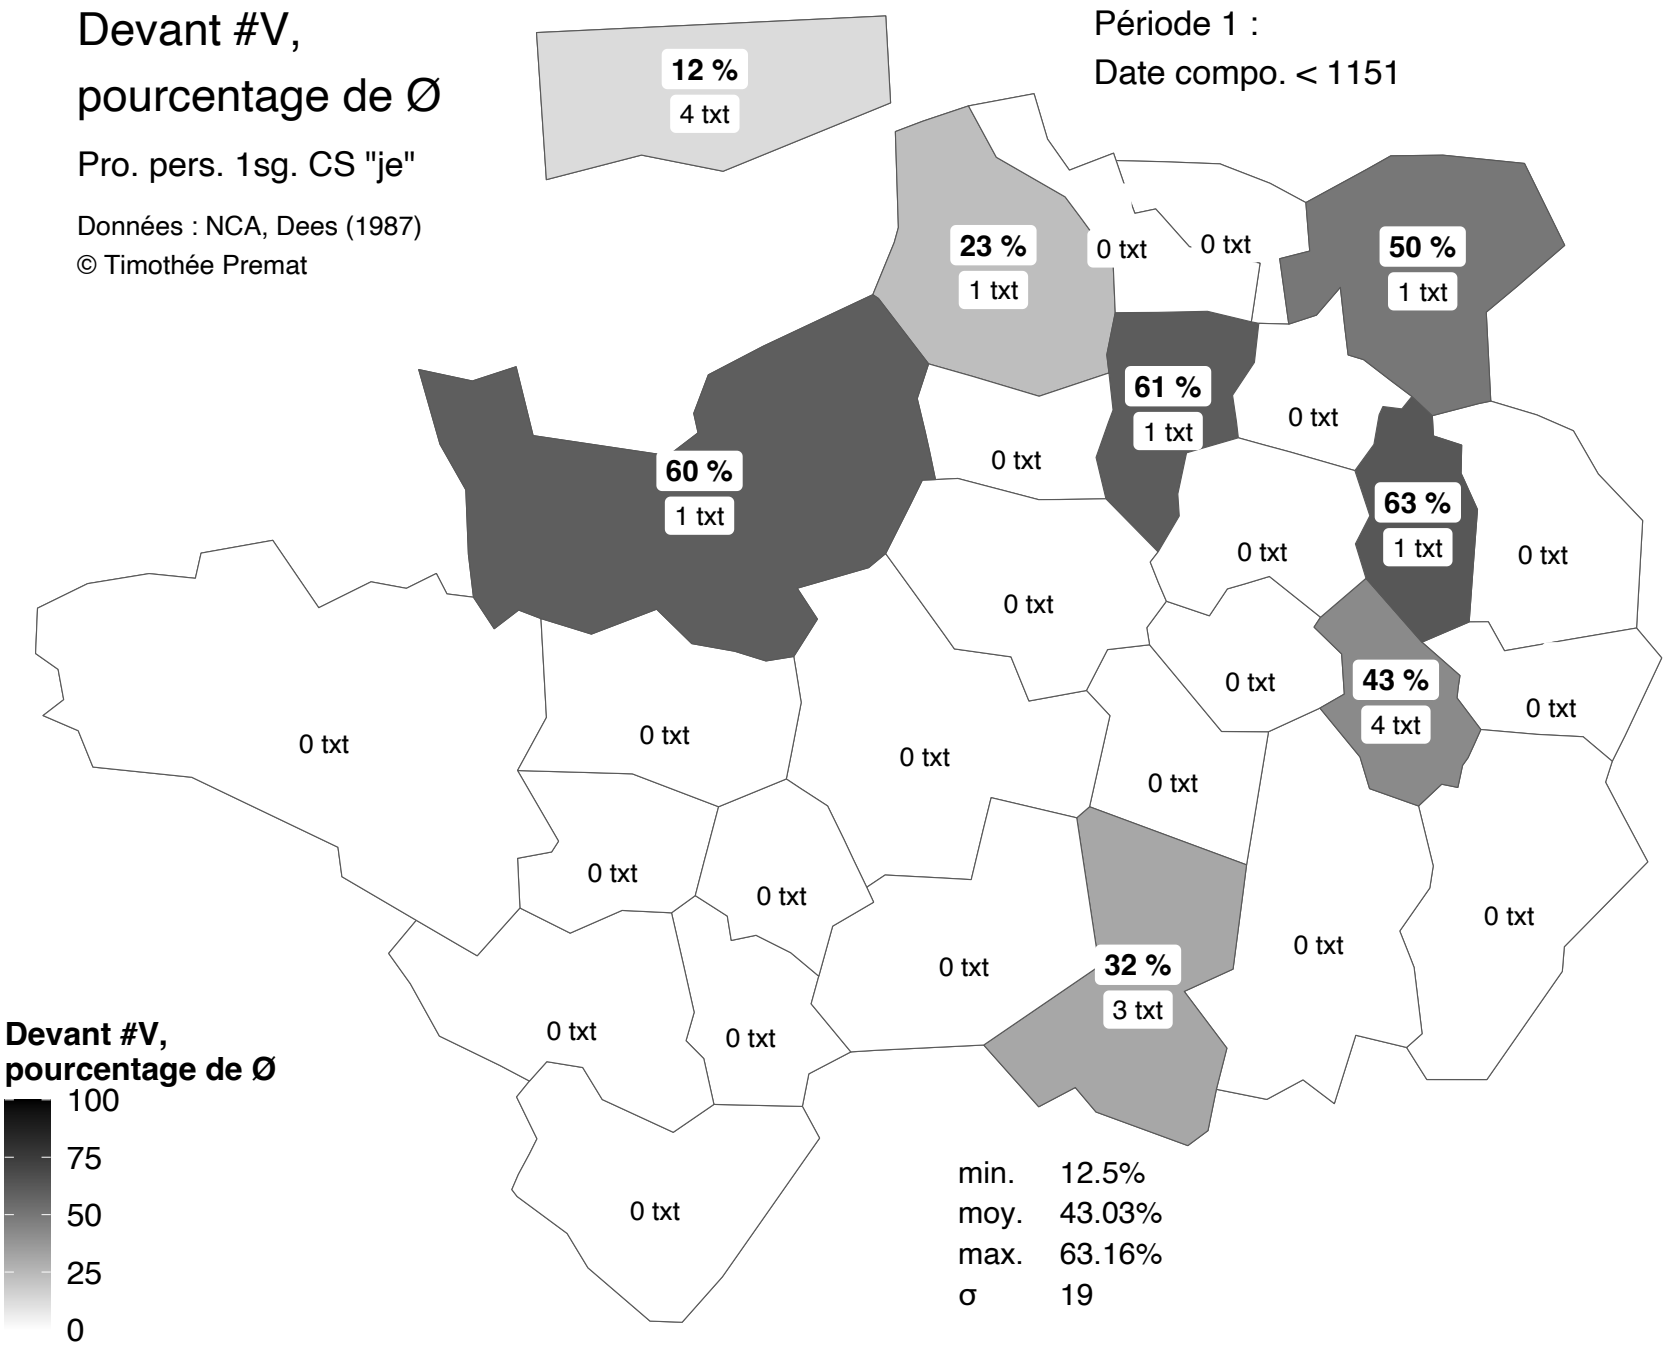 Devant #V,
pourcentage de Ø
Pro. pers. 1sg. CS "je"
Données : NCA, Dees (1987)
© Timothée Premat
Période 1 :
Date compo. < 1151
12 %
4 txt
23 %
1 txt
0 txt
0 txt
50 %
1 txt
61 %
1 txt
0 txt
0 txt
60 %
1 txt
63 %
1 txt
0 txt
0 txt
0 txt
0 txt
43 %
4 txt
0 txt
0 txt
0 txt
0 txt
0 txt
0 txt
0 txt
0 txt
0 txt
0 txt
0 txt
32 %
3 txt
0 txt
0 txt
0 txt
Devant #V,
pourcentage de Ø
100
75
50
25
0
min. 12.5%
moy. 43.03%
max. 63.16%
σ 19